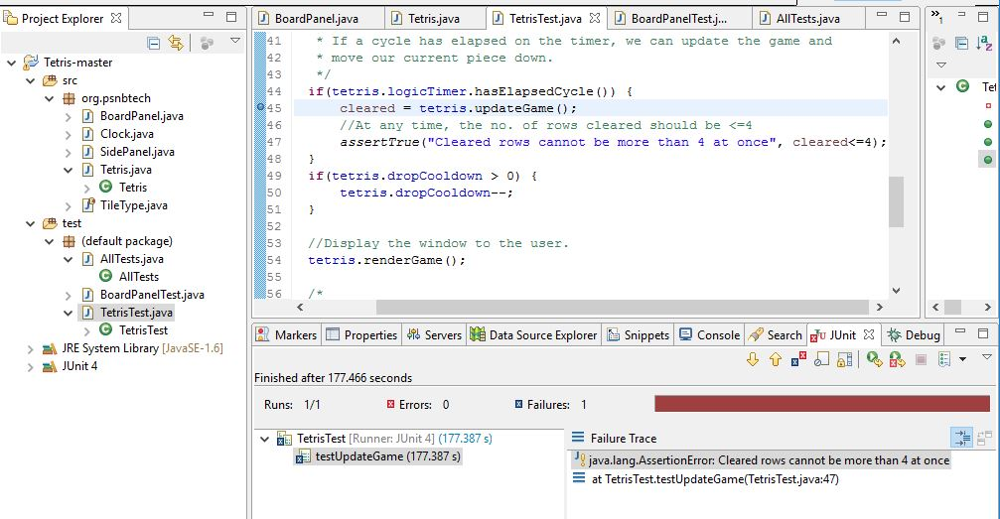 Project Explorer
Tetris-master
src
org.psnbtech
BoardPanel.java
Clock.java
SidePanel.java
Tetris.java
Tetris
TileType.java
test
(default package)
AllTests.java
AllTests
BoardPanelTest.java
TetrisTest.java
TetrisTest
JRE System Library [JavaSE-1.6]
JUnit 4
BoardPanel.java Tetris.java TetrisTest.java BoardPanelTest.j... AllTests.java
41 * If a cycle has elapsed on the timer, we can update the game and
42 * move our current piece down.
43 */
44 if(tetris.logicTimer.hasElapsedCycle()) {
45 cleared = tetris.updateGame();
46 //At any time, the no. of rows cleared should be <=4
47 assertTrue("Cleared rows cannot be more than 4 at once", cleared<=4);
48 }
49 if(tetris.dropCooldown > 0) {
50 tetris.dropCooldown--;
51 }
52
53 //Display the window to the user.
54 tetris.renderGame();
55
56 /*
»1
Tet
Markers Properties Servers Data Source Explorer Snippets Console Search JUnit Debug
Finished after 177.466 seconds
Runs: 1/1 Errors: 0 Failures: 1
TetrisTest [Runner: JUnit 4] (177.387 s)
testUpdateGame (177.387 s)
Failure Trace
java.lang.AssertionError: Cleared rows cannot be more than 4 at once
at TetrisTest.testUpdateGame(TetrisTest.java:47)